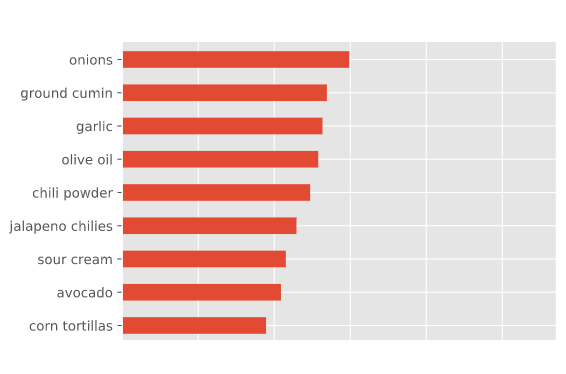 onions
ground cumin
garlic
olive oil
chili powder
jalapeno chilies
sour cream
avocado
corn tortillas